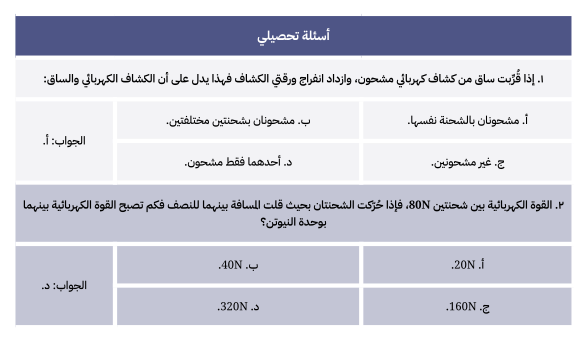 أسئلة تحصيلي
١. إذا قُرِّبت ساق من كشاف كهربائي مشحون، وازداد انفراج ورقتي الكشاف فهذا يدل على أن الكشاف الكهربائي والساق:
أ. مشحونان بالشحنة نفسها.
ب. مشحونان بشحنتين مختلفتين.
الجواب: أ.
ج. غير مشحونين.
د. أحدهما فقط مشحون.
٢. القوة الكهربائية بين شحنتين 80N، فإذا حُرّكت الشحنتان بحيث قلت المسافة بينهما للنصف فكم تصبح القوة الكهربائية بينهما
بوحدة النيوتن؟
أ. 20N.
ب. 40N.
الجواب: د.
ج. 160N.
د. 320N.